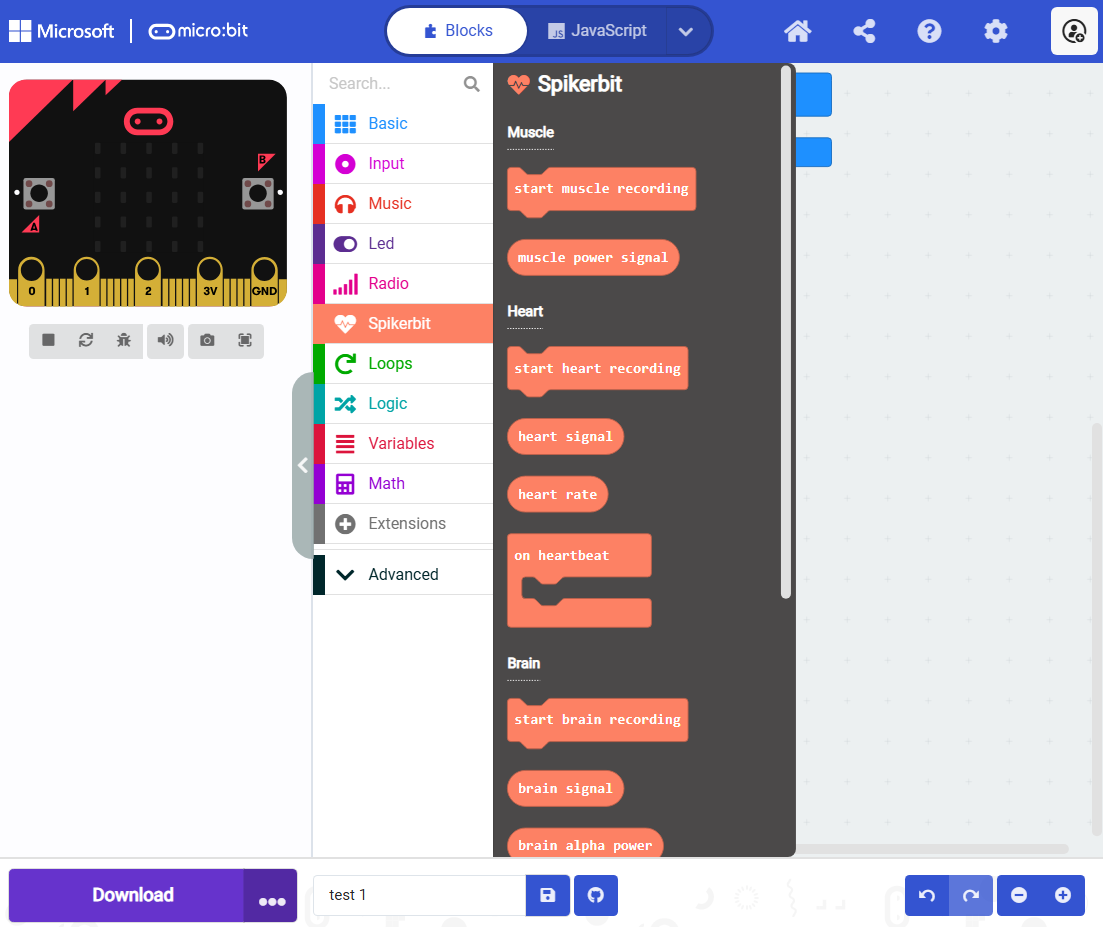 Microsoft
micro:bit
Blocks
JS JavaScript
Search...
Basic
Input
Music
Led
Radio
Spikerbit
Loops
Logic
Variables
Math
Extensions
Advanced
B
A
0 1 2 3V GND
Spikerbit
Muscle
start muscle recording
muscle power signal
Heart
start heart recording
heart signal
heart rate
on heartbeat
Brain
start brain recording
brain signal
brain alpha power
Download
test 1